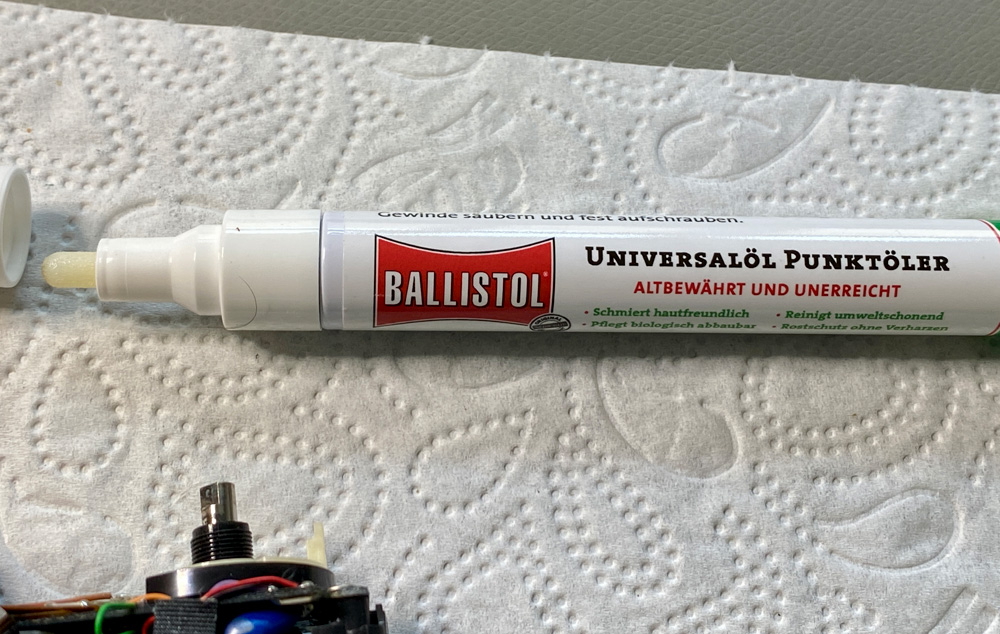 Gewinde säubern und fest aufschrauben.
BALLISTOL®
ORIGINAL
UNIVERSALÖL PUNKTÖLER
ALTBEWÄHRT UND UNERREICHT
• Schmiert hautfreundlich • Reinigt umweltschonend
• Pflegt biologisch abbaubar • Rostschutz ohne Verharzen